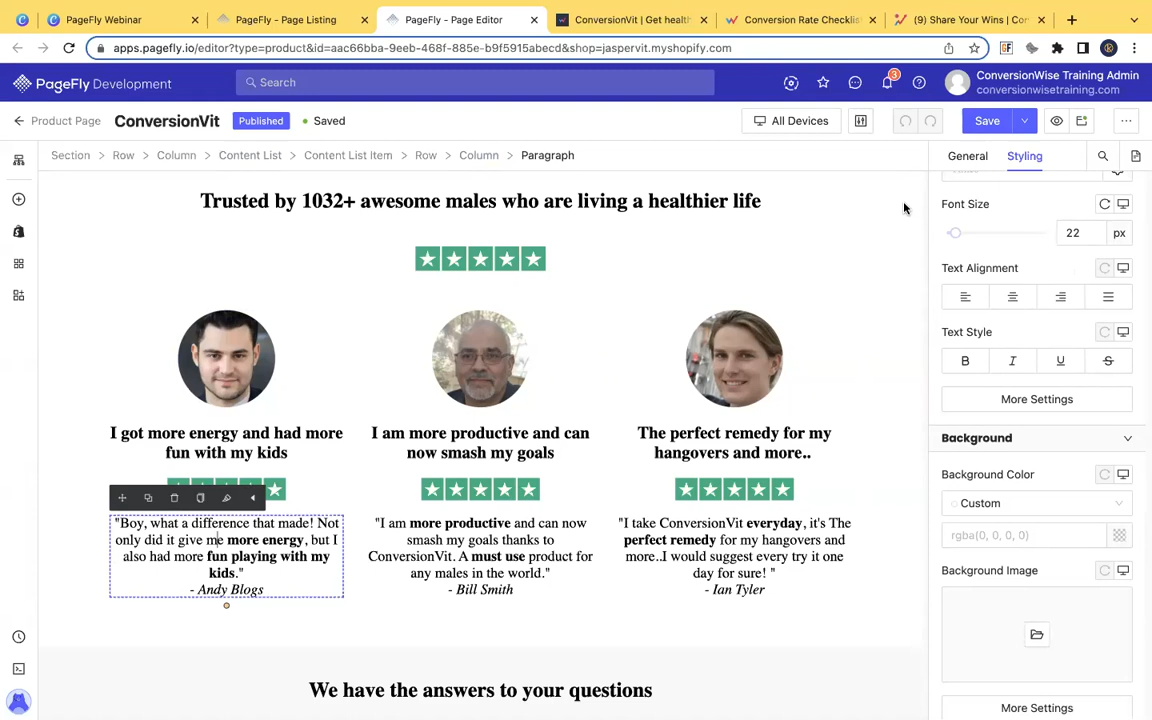 PageFly Webinar
PageFly - Page Listing
PageFly - Page Editor
ConversionVit | Get health
Conversion Rate Checklist
(9) Share Your Wins | Con
apps.pagefly.io/editor?type=product&id=aac66bba-9eeb-468f-885e-b9f5915abecd&shop=jaspervit.myshopify.com
GF
PageFly Development
Search
3
ConversionWise Training Admin
conversionwisetraining.com
Product Page
ConversionVit
Published
Saved
All Devices
Save
Section > Row > Column > Content List > Content List Item > Row > Column > Paragraph
General
Styling
Trusted by 1032+ awesome males who are living a healthier life
I got more energy and had more
fun with my kids
"Boy, what a difference that made! Not
only did it give me more energy, but I
also had more fun playing with my
kids."
- Andy Blogs
I am more productive and can
now smash my goals
"I am more productive and can now
smash my goals thanks to
ConversionVit. A must use product for
any males in the world."
- Bill Smith
The perfect remedy for my
hangovers and more..
"I take ConversionVit everyday, it's The
perfect remedy for my hangovers and
more..I would suggest every try it one
day for sure! "
- Ian Tyler
We have the answers to your questions
Font Size
22
px
Text Alignment
Text Style
B I U S
More Settings
Background
Background Color
Custom
rgba(0, 0, 0, 0)
Background Image
More Settings